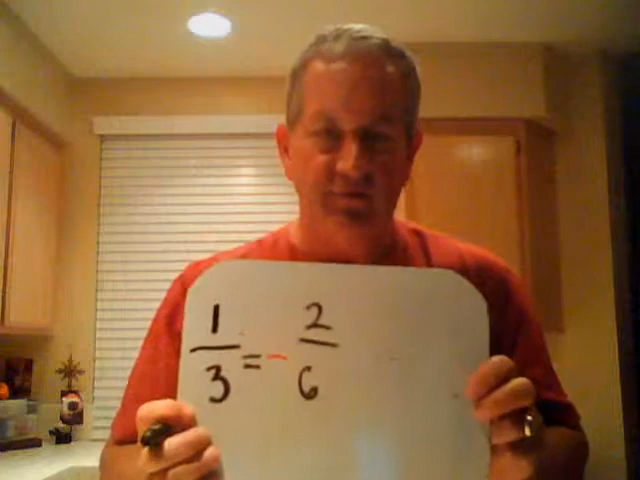 1/3 = - 2/6